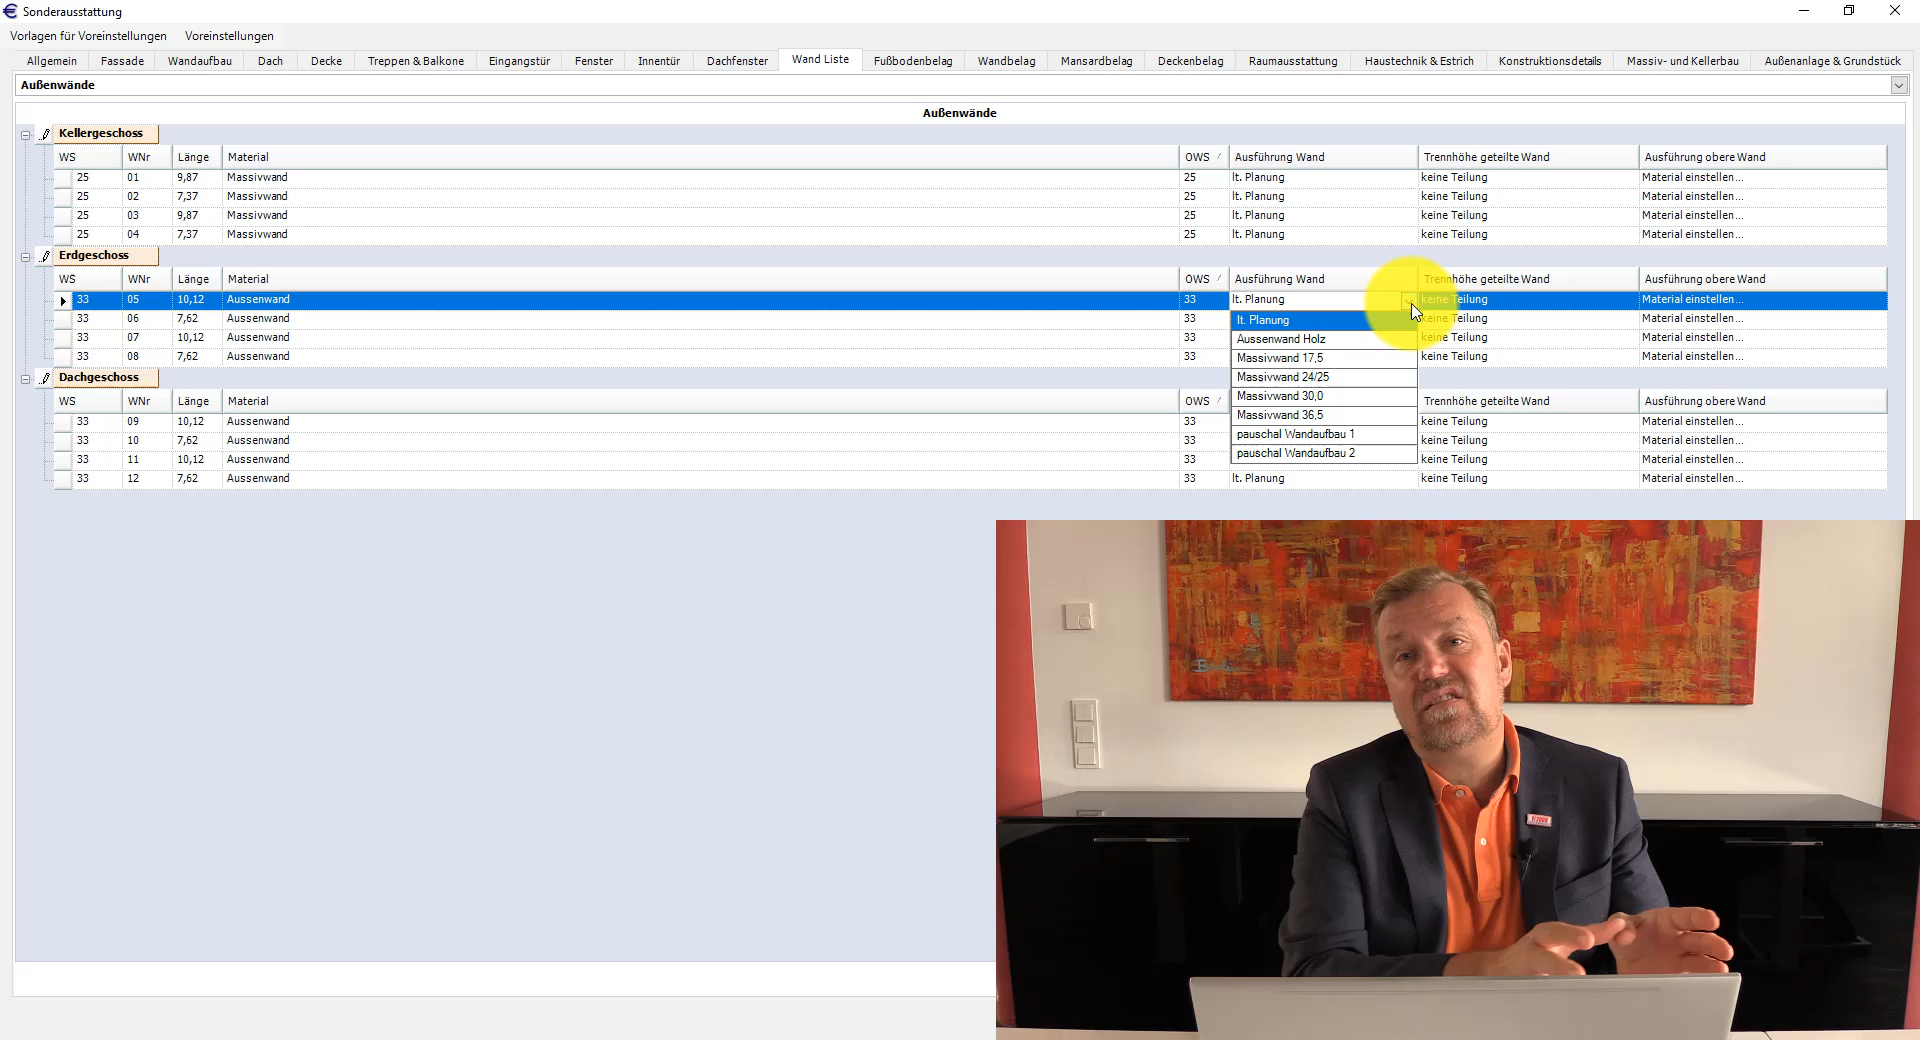 Sonderausstattung
Vorlagen für Voreinstellungen Voreinstellungen
Allgemein Fassade Wandaufbau Dach Decke Treppen & Balkone Eingangstür Fenster Innentür Dachfenster Wand Liste Fußbodenbelag Wandbelag Mansardbelag Deckenbelag Raumausstattung Haustechnik & Estrich Konstruktionsdetails Massiv- und Kellerbau Außenanlage & Grundstück
Außenwände
Außenwände
Kellergeschoss
WS WNr Länge Material OWS Ausführung Wand Trennhöhe geteilte Wand Ausführung obere Wand
25 01 9,87 Massivwand 25 lt. Planung keine Teilung Material einstellen...
25 02 7,37 Massivwand 25 lt. Planung keine Teilung Material einstellen...
25 03 9,87 Massivwand 25 lt. Planung keine Teilung Material einstellen...
25 04 7,37 Massivwand 25 lt. Planung keine Teilung Material einstellen...
Erdgeschoss
WS WNr Länge Material OWS Ausführung Wand Trennhöhe geteilte Wand Ausführung obere Wand
33 05 10,12 Aussenwand 33 lt. Planung keine Teilung Material einstellen...
33 06 7,62 Aussenwand 33 lt. Planung keine Teilung Material einstellen...
33 07 10,12 Aussenwand 33 Aussenwand Holz keine Teilung Material einstellen...
33 08 7,62 Aussenwand 33 Massivwand 17,5 keine Teilung Material einstellen...
Dachgeschoss Massivwand 24/25
WS WNr Länge Material OWS Massivwand 30,0 Trennhöhe geteilte Wand Ausführung obere Wand
33 09 10,12 Aussenwand 33 Massivwand 36,5 keine Teilung Material einstellen...
33 10 7,62 Aussenwand 33 pauschal Wandaufbau 1 keine Teilung Material einstellen...
33 11 10,12 Aussenwand 33 pauschal Wandaufbau 2 keine Teilung Material einstellen...
33 12 7,62 Aussenwand 33 lt. Planung keine Teilung Material einstellen...